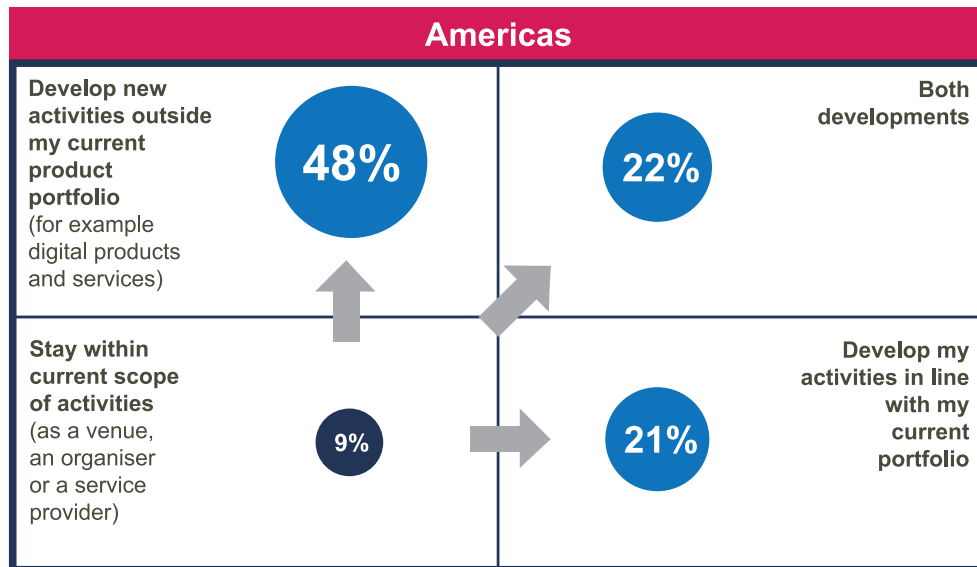 Americas
Develop new
activities outside
my current
product
portfolio
(for example
digital products
and services)
48%
22%
Both
developments
Stay within
current scope
of activities
(as a venue,
an organiser
or a service
provider)
9%
21%
Develop my
activities in line
with my
current
portfolio